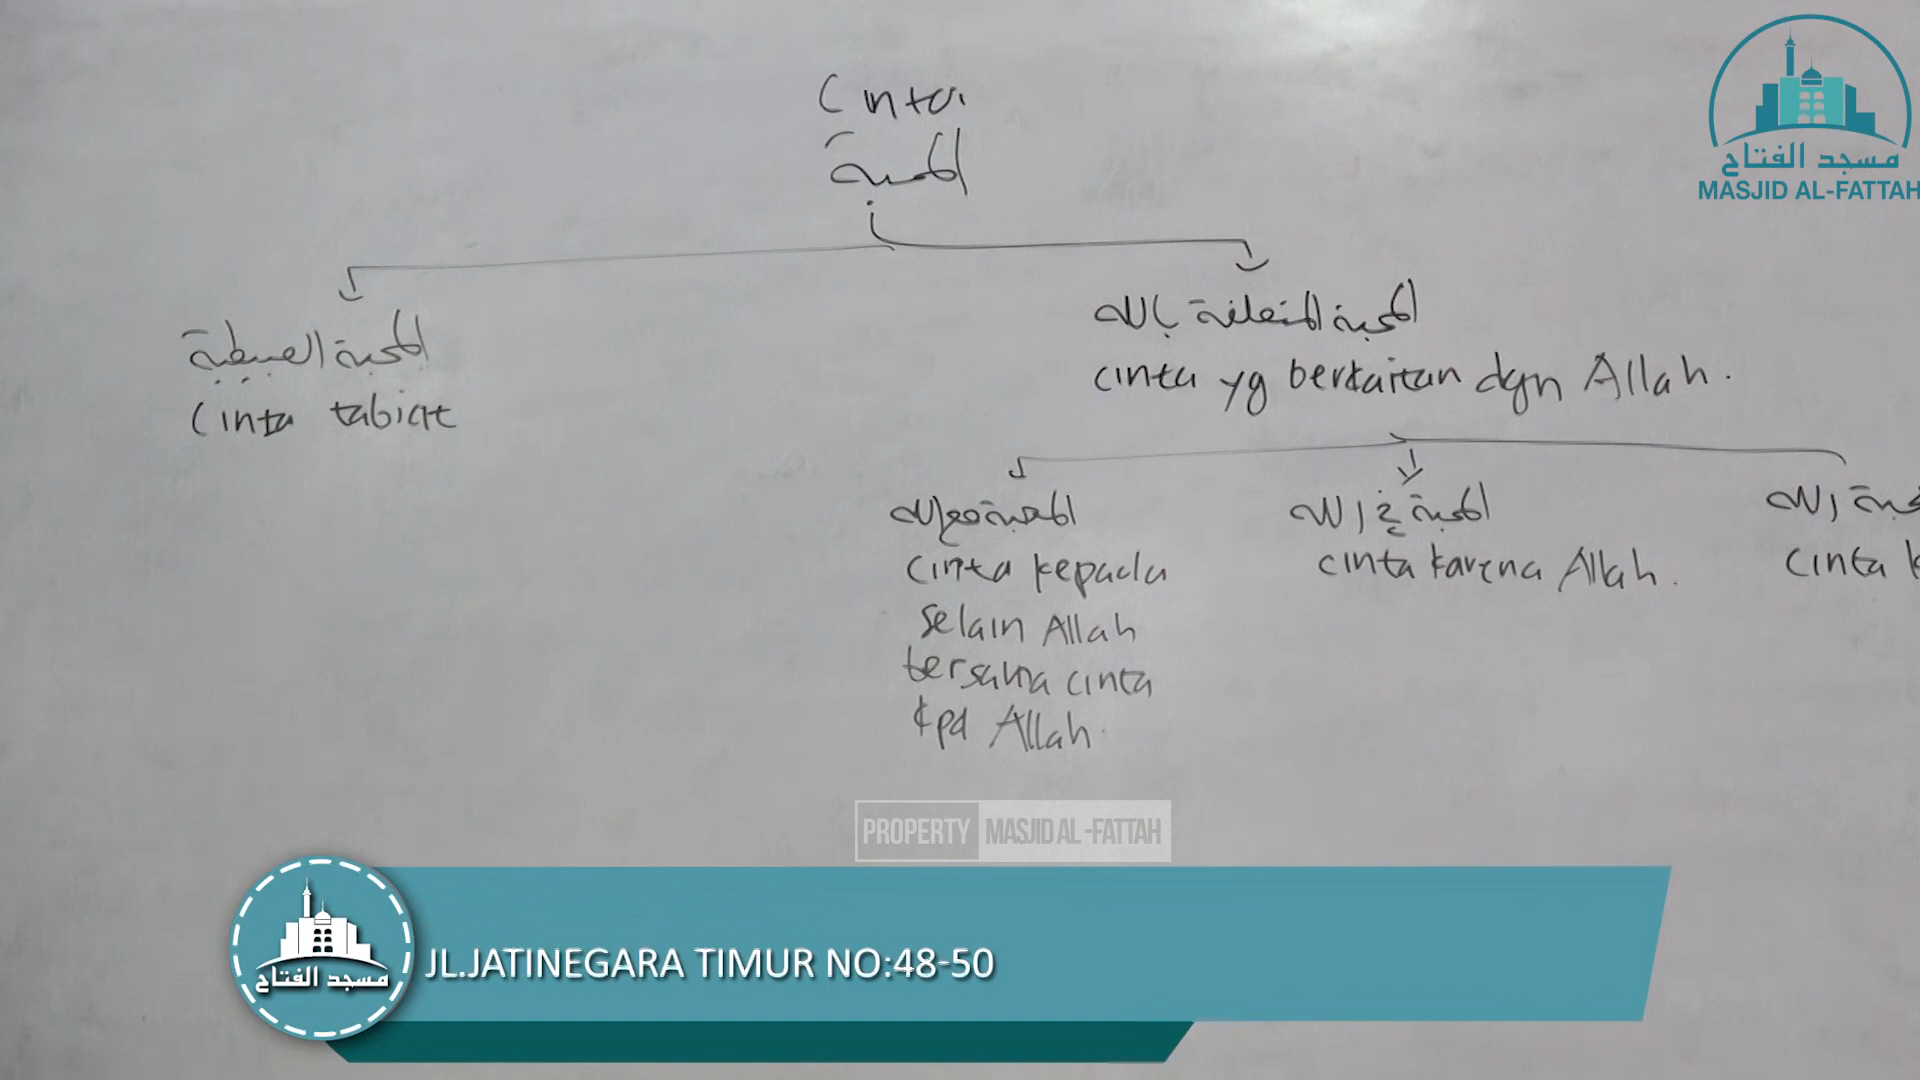 Cinta
المحبة
المحبة الطبيعية
Cinta tabiat
المحبة المتعلقة بالله
cinta yg berkaitan dgn Allah.
المحبة مع الله
cinta kepada
selain Allah
bersama cinta
kpd Allah.
المحبة في الله
cinta karena Allah.
لله
cinta k
مسجد الفتاح
MASJID AL-FATTAH
PROPERTY MASJID AL-FATTAH
مسجد الفتاح
JL.JATINEGARA TIMUR NO:48-50